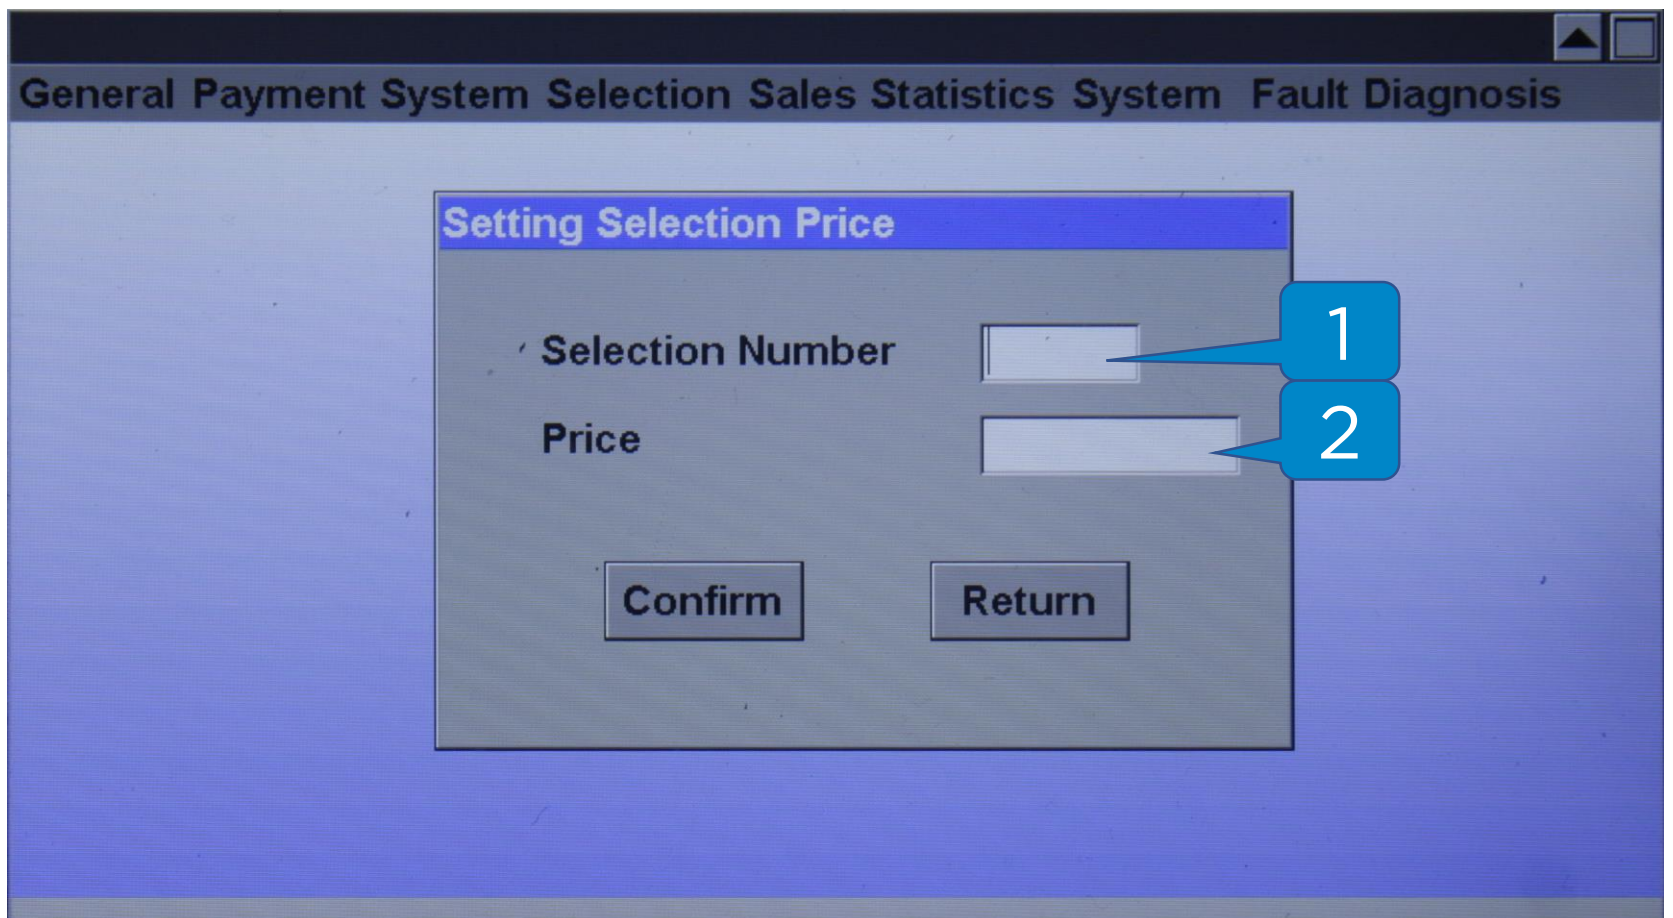 General Payment System Selection Sales Statistics System Fault Diagnosis
Setting Selection Price
Selection Number
1
Price
2
Confirm Return